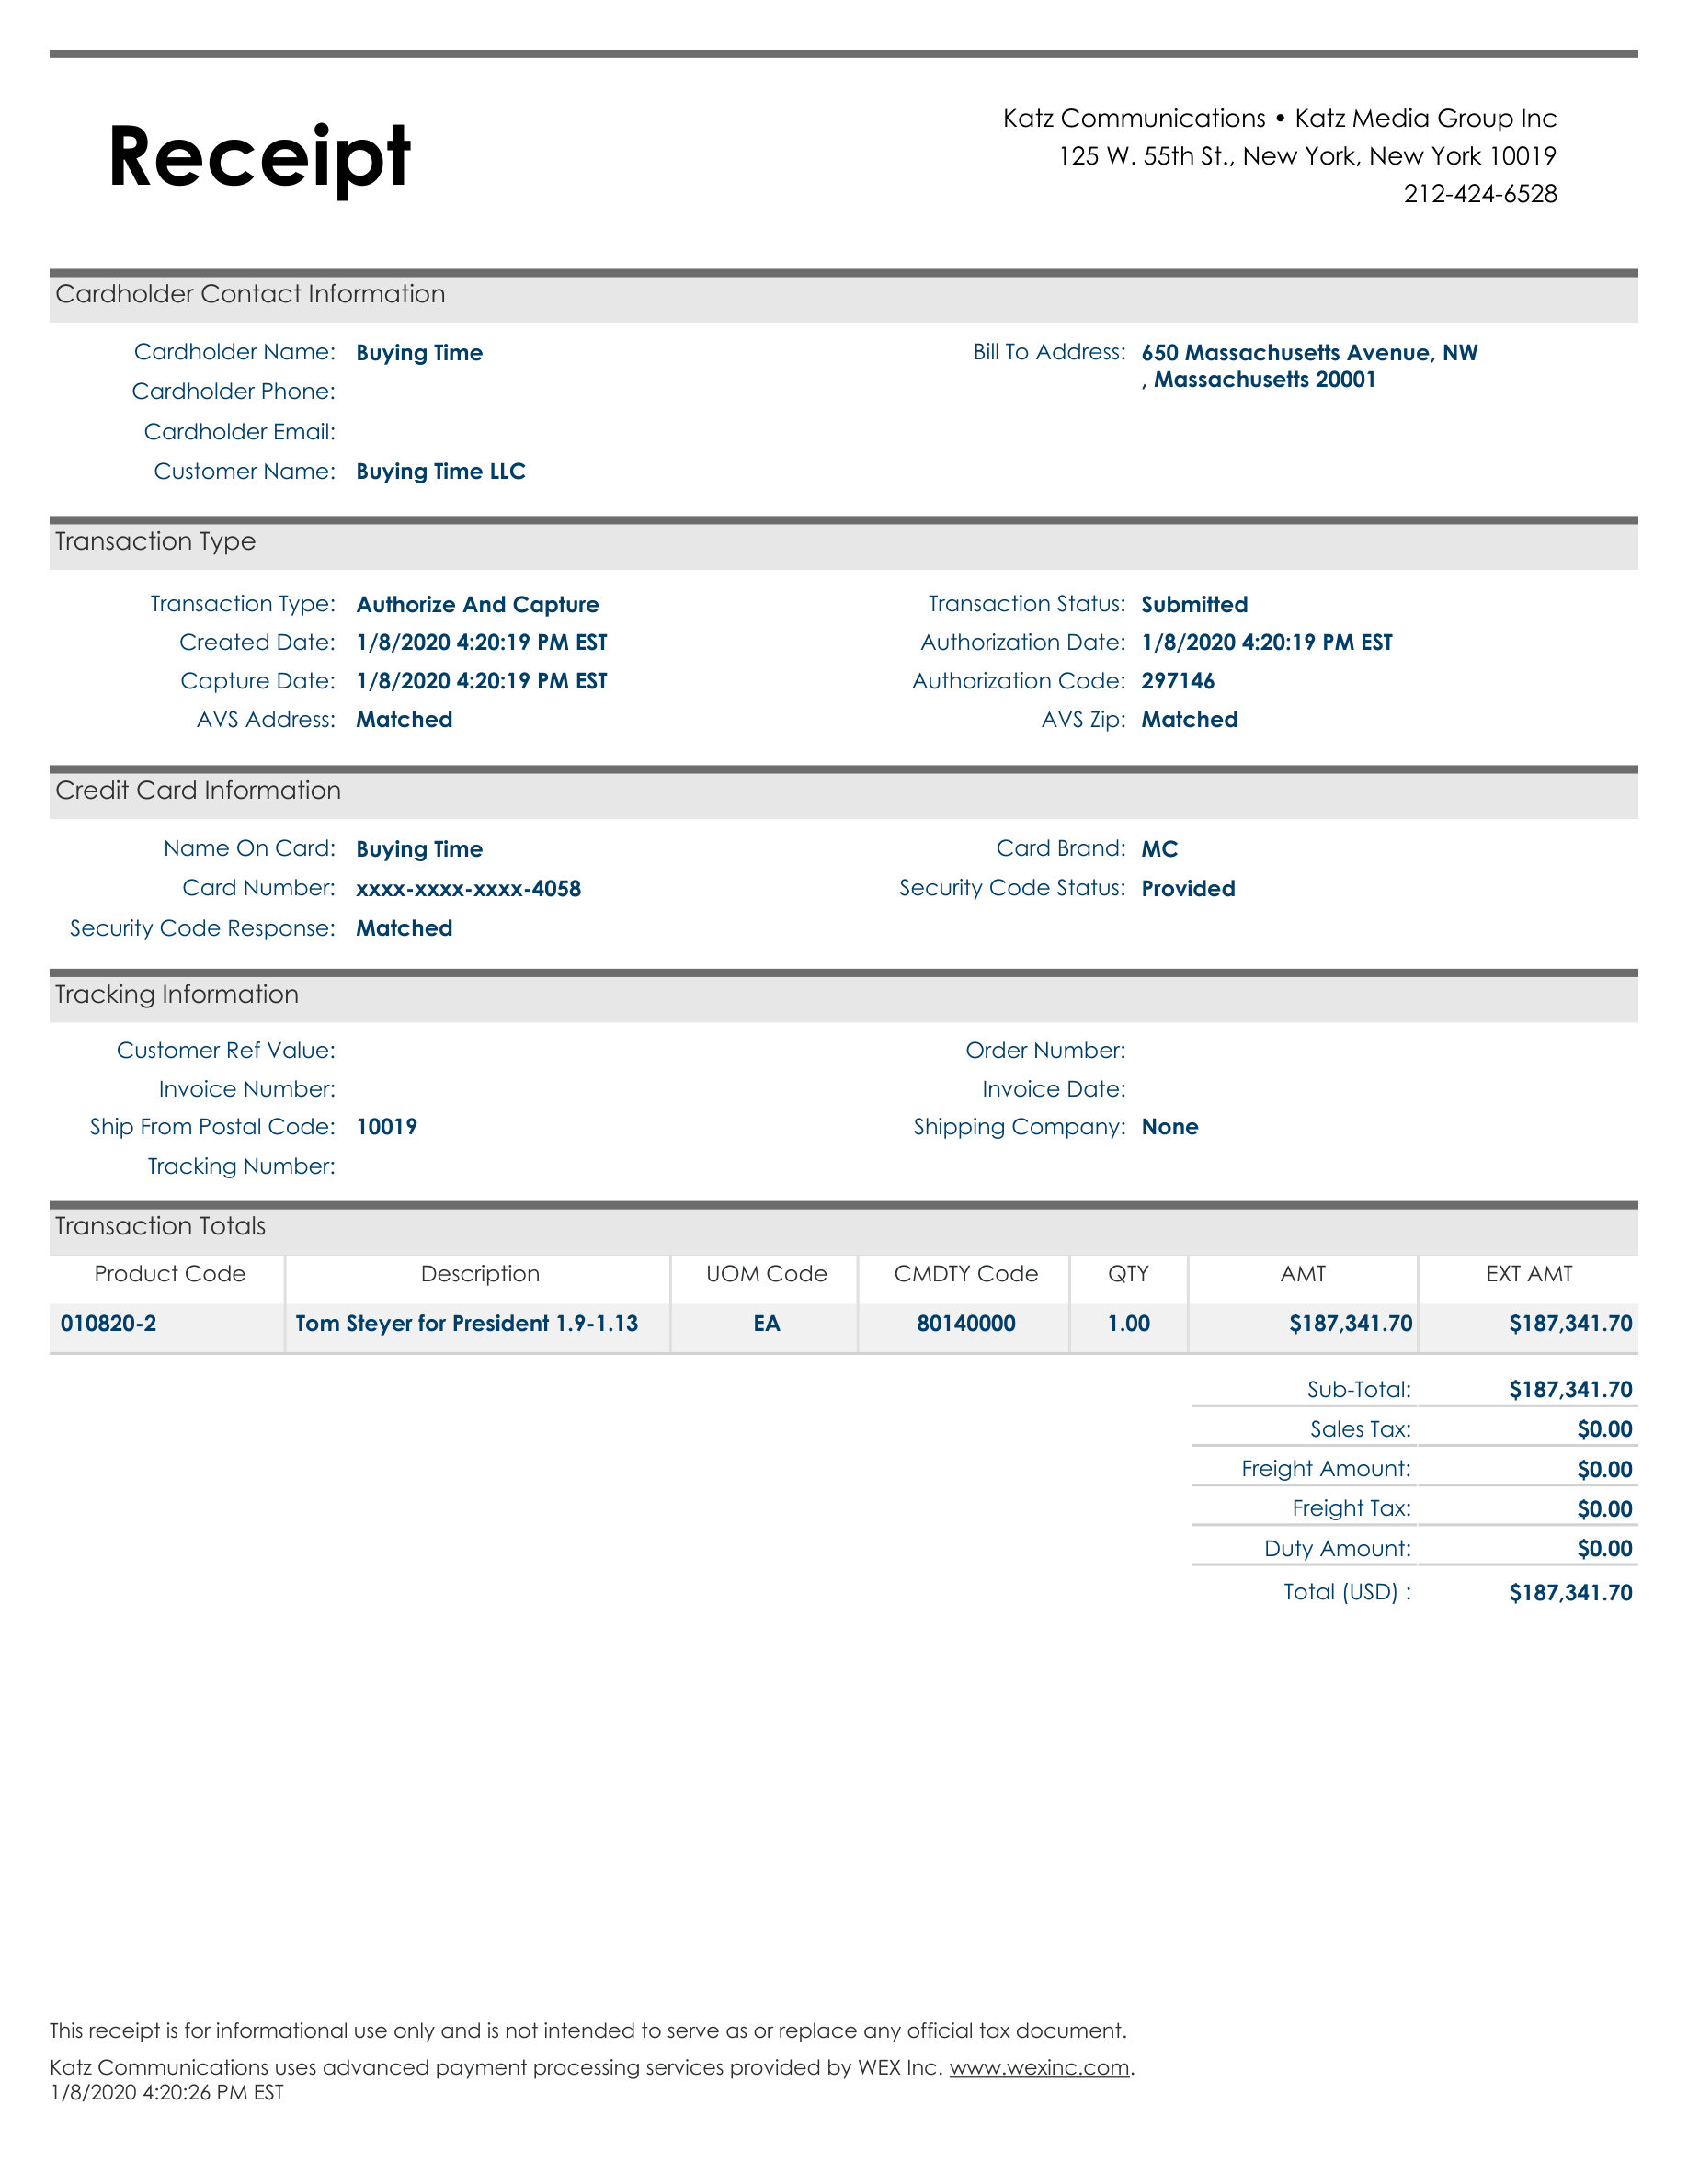 Receipt
Katz Communications • Katz Media Group Inc
125 W. 55th St., New York, New York 10019
212-424-6528
Cardholder Contact Information
Cardholder Name: Buying Time
Bill To Address: 650 Massachusetts Avenue, NW
, Massachusetts 20001
Cardholder Phone:
Cardholder Email:
Customer Name: Buying Time LLC
Transaction Type
Transaction Type: Authorize And Capture Transaction Status: Submitted
Created Date: 1/8/2020 4:20:19 PM EST Authorization Date: 1/8/2020 4:20:19 PM EST
Capture Date: 1/8/2020 4:20:19 PM EST Authorization Code: 297146
AVS Address: Matched AVS Zip: Matched
Credit Card Information
Name On Card: Buying Time Card Brand: MC
Card Number: xxxx-xxxx-xxxx-4058 Security Code Status: Provided
Security Code Response: Matched
Tracking Information
Customer Ref Value: Order Number:
Invoice Number: Invoice Date:
Ship From Postal Code: 10019 Shipping Company: None
Tracking Number:
Transaction Totals
Product Code Description UOM Code CMDTY Code QTY AMT EXT AMT
010820-2 Tom Steyer for President 1.9-1.13 EA 80140000 1.00 $187,341.70 $187,341.70
Sub-Total: $187,341.70
Sales Tax: $0.00
Freight Amount: $0.00
Freight Tax: $0.00
Duty Amount: $0.00
Total (USD) : $187,341.70
This receipt is for informational use only and is not intended to serve as or replace any official tax document.
Katz Communications uses advanced payment processing services provided by WEX Inc. www.wexinc.com.
1/8/2020 4:20:26 PM EST